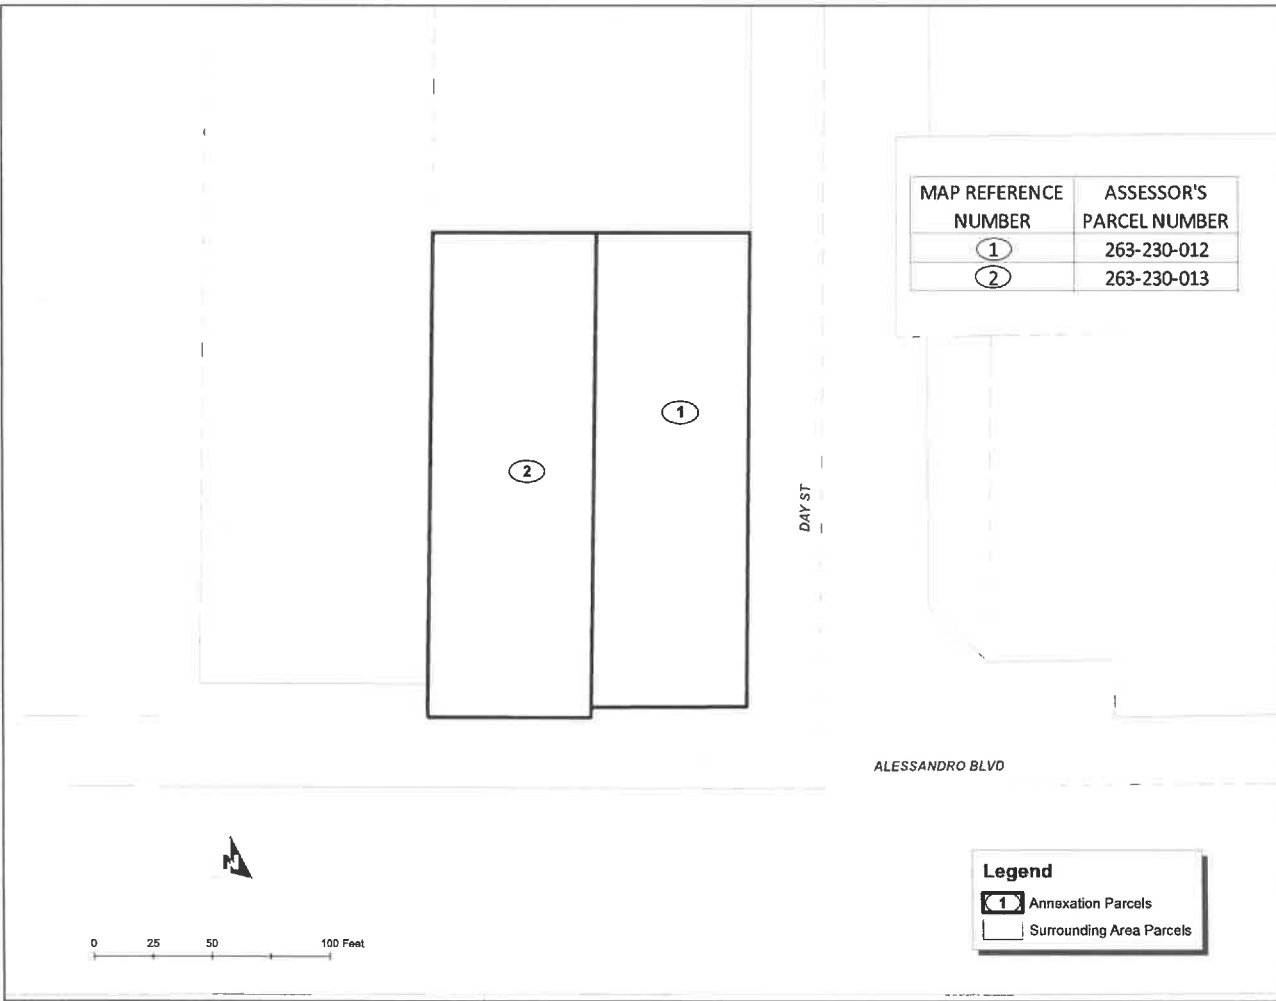 MAP REFERENCE NUMBER ASSESSOR'S PARCEL NUMBER
1 263-230-012
2 263-230-013
1
2
DAY ST
ALESSANDRO BLVD
N
0 25 50 100 Feet
Legend
1 Annexation Parcels
Surrounding Area Parcels